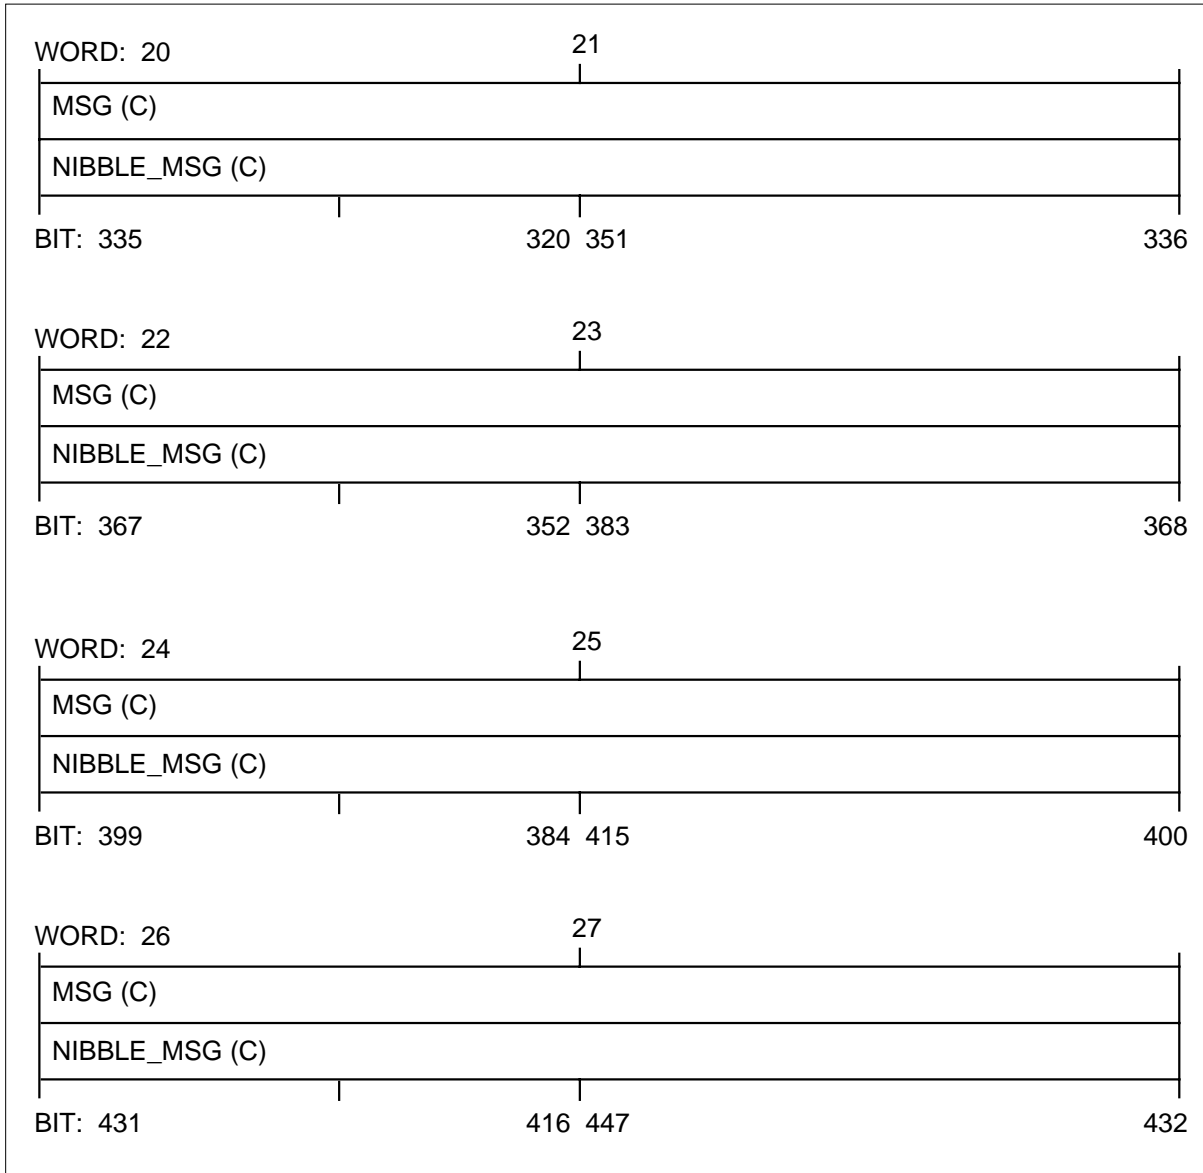 WORD: 20 21
MSG (C)
NIBBLE_MSG (C)
BIT: 335 320 351 336
WORD: 22 23
MSG (C)
NIBBLE_MSG (C)
BIT: 367 352 383 368
WORD: 24 25
MSG (C)
NIBBLE_MSG (C)
BIT: 399 384 415 400
WORD: 26 27
MSG (C)
NIBBLE_MSG (C)
BIT: 431 416 447 432